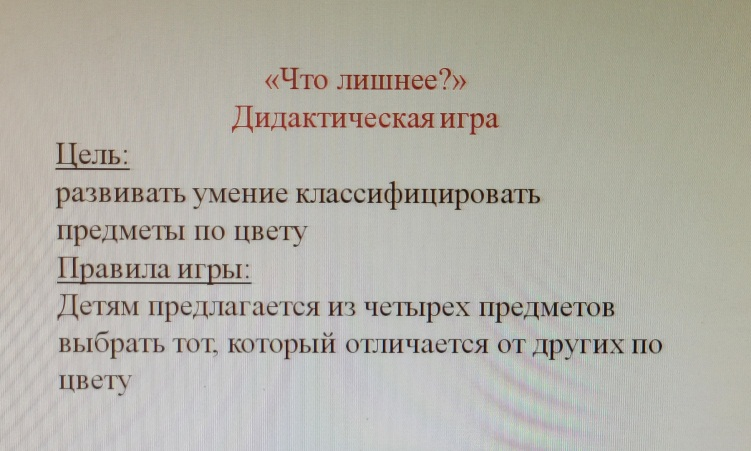 «Что лишнее?»
Дидактическая игра
Цель:
развивать умение классифицировать
предметы по цвету
Правила игры:
Детям предлагается из четырех предметов
выбрать тот, который отличается от других по
цвету